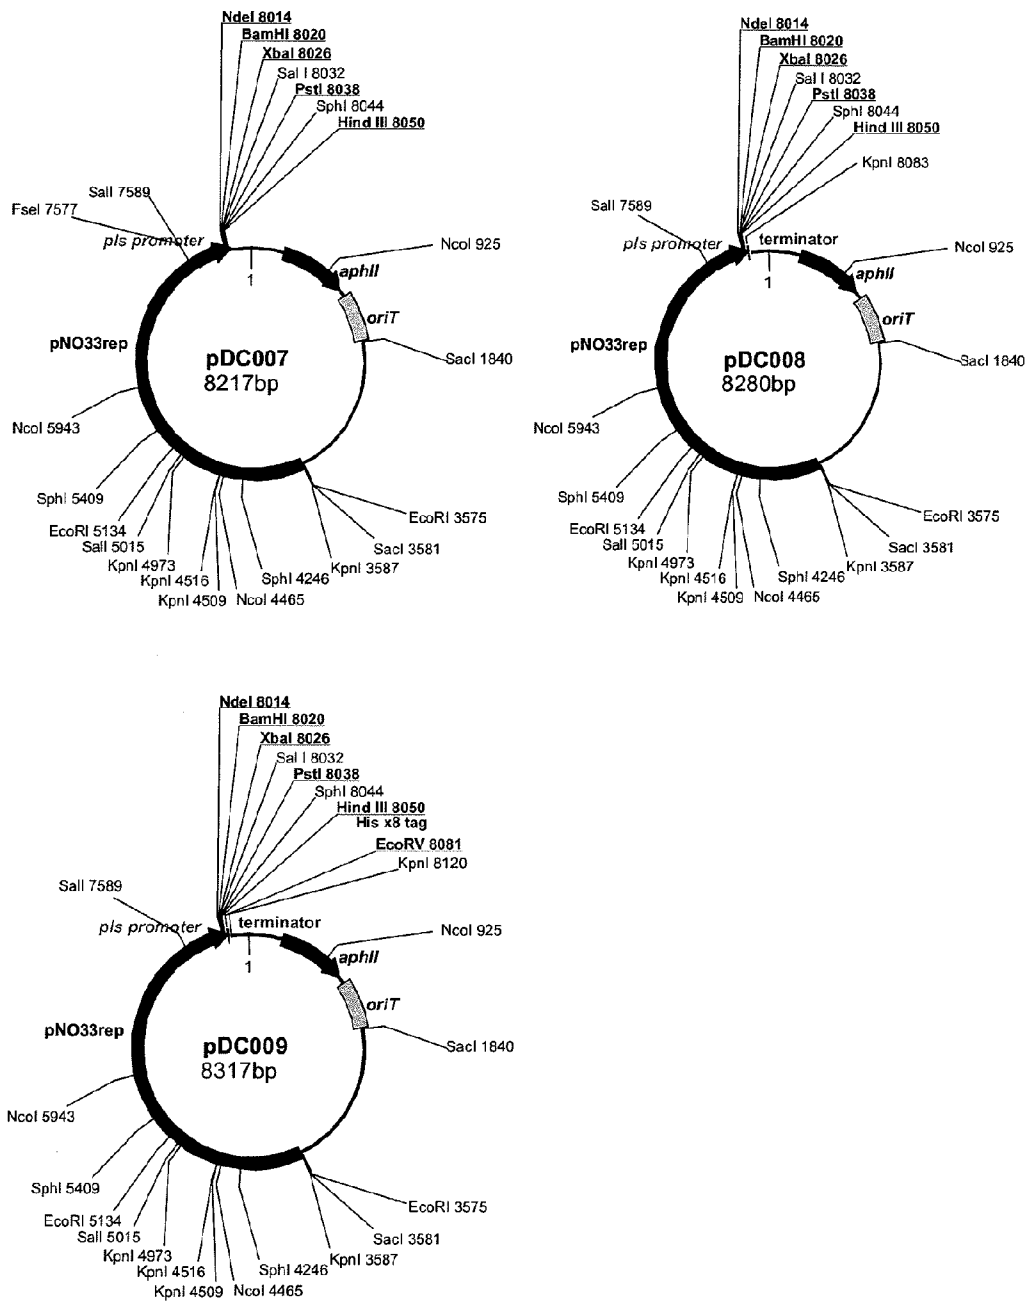 NdeI 8014
BamHI 8020
XbaI 8026
Sal I 8032
PstI 8038
SphI 8044
Hind III 8050
SalI 7589
FseI 7577
pls promoter
NcoI 925
1
aphII
oriT
pNO33rep
pDC007
8217bp
SacI 1840
NcoI 5943
SphI 5409
EcoRI 5134
SalI 5015
KpnI 4973
KpnI 4516
KpnI 4509
NcoI 4465
SphI 4246
KpnI 3587
SacI 3581
EcoRI 3575
NdeI 8014
BamHI 8020
XbaI 8026
Sal I 8032
PstI 8038
SphI 8044
Hind III 8050
KpnI 8083
SalI 7589
pls promoter
terminator
NcoI 925
1
aphII
oriT
pNO33rep
pDC008
8280bp
SacI 1840
NcoI 5943
SphI 5409
EcoRI 5134
SalI 5015
KpnI 4973
KpnI 4516
KpnI 4509
NcoI 4465
SphI 4246
KpnI 3587
SacI 3581
EcoRI 3575
NdeI 8014
BamHI 8020
XbaI 8026
Sal I 8032
PstI 8038
SphI 8044
Hind III 8050
His x8 tag
EcoRV 8081
KpnI 8120
SalI 7589
pls promoter
terminator
NcoI 925
1
aphII
oriT
pNO33rep
pDC009
8317bp
SacI 1840
NcoI 5943
SphI 5409
EcoRI 5134
SalI 5015
KpnI 4973
KpnI 4516
KpnI 4509
NcoI 4465
SphI 4246
KpnI 3587
SacI 3581
EcoRI 3575